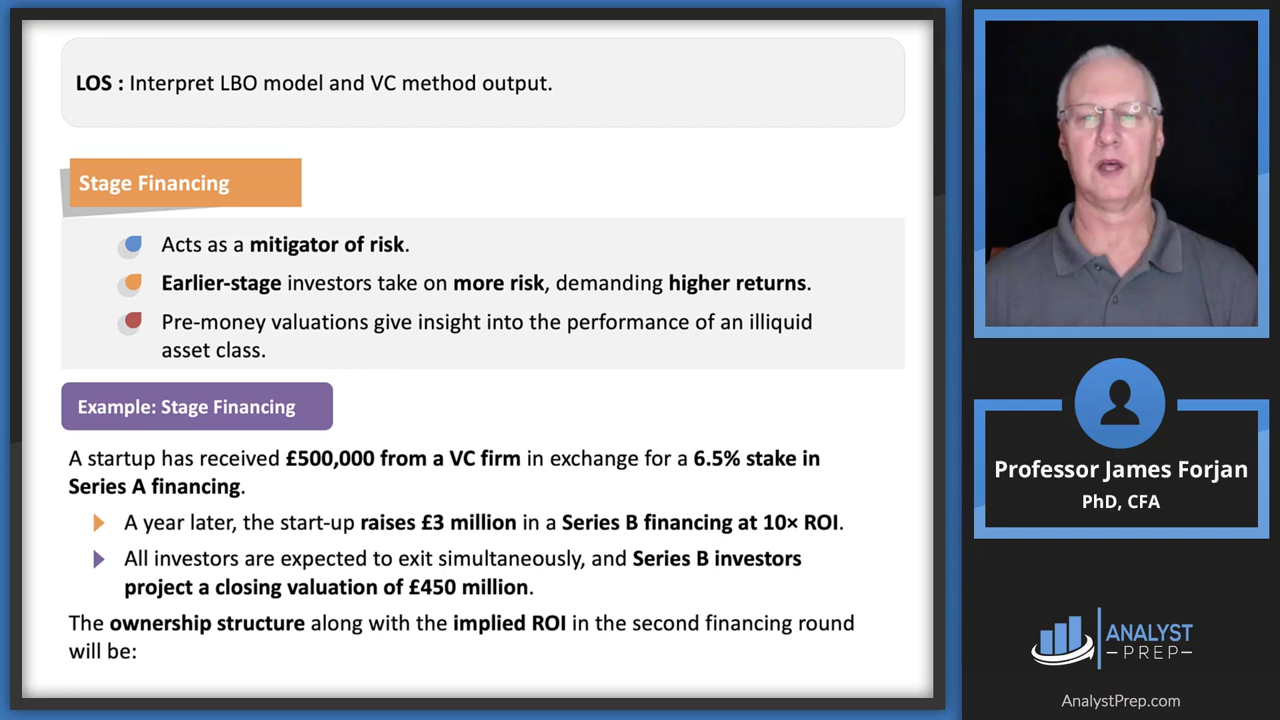 LOS : Interpret LBO model and VC method output.
Stage Financing
Acts as a mitigator of risk.
Earlier-stage investors take on more risk, demanding higher returns.
Pre-money valuations give insight into the performance of an illiquid
asset class.
Example: Stage Financing
A startup has received £500,000 from a VC firm in exchange for a 6.5% stake in
Series A financing.
A year later, the start-up raises £3 million in a Series B financing at 10× ROI.
All investors are expected to exit simultaneously, and Series B investors
project a closing valuation of £450 million.
The ownership structure along with the implied ROI in the second financing round
will be:
Professor James Forjan
PhD, CFA
ANALYST
PREP
AnalystPrep.com